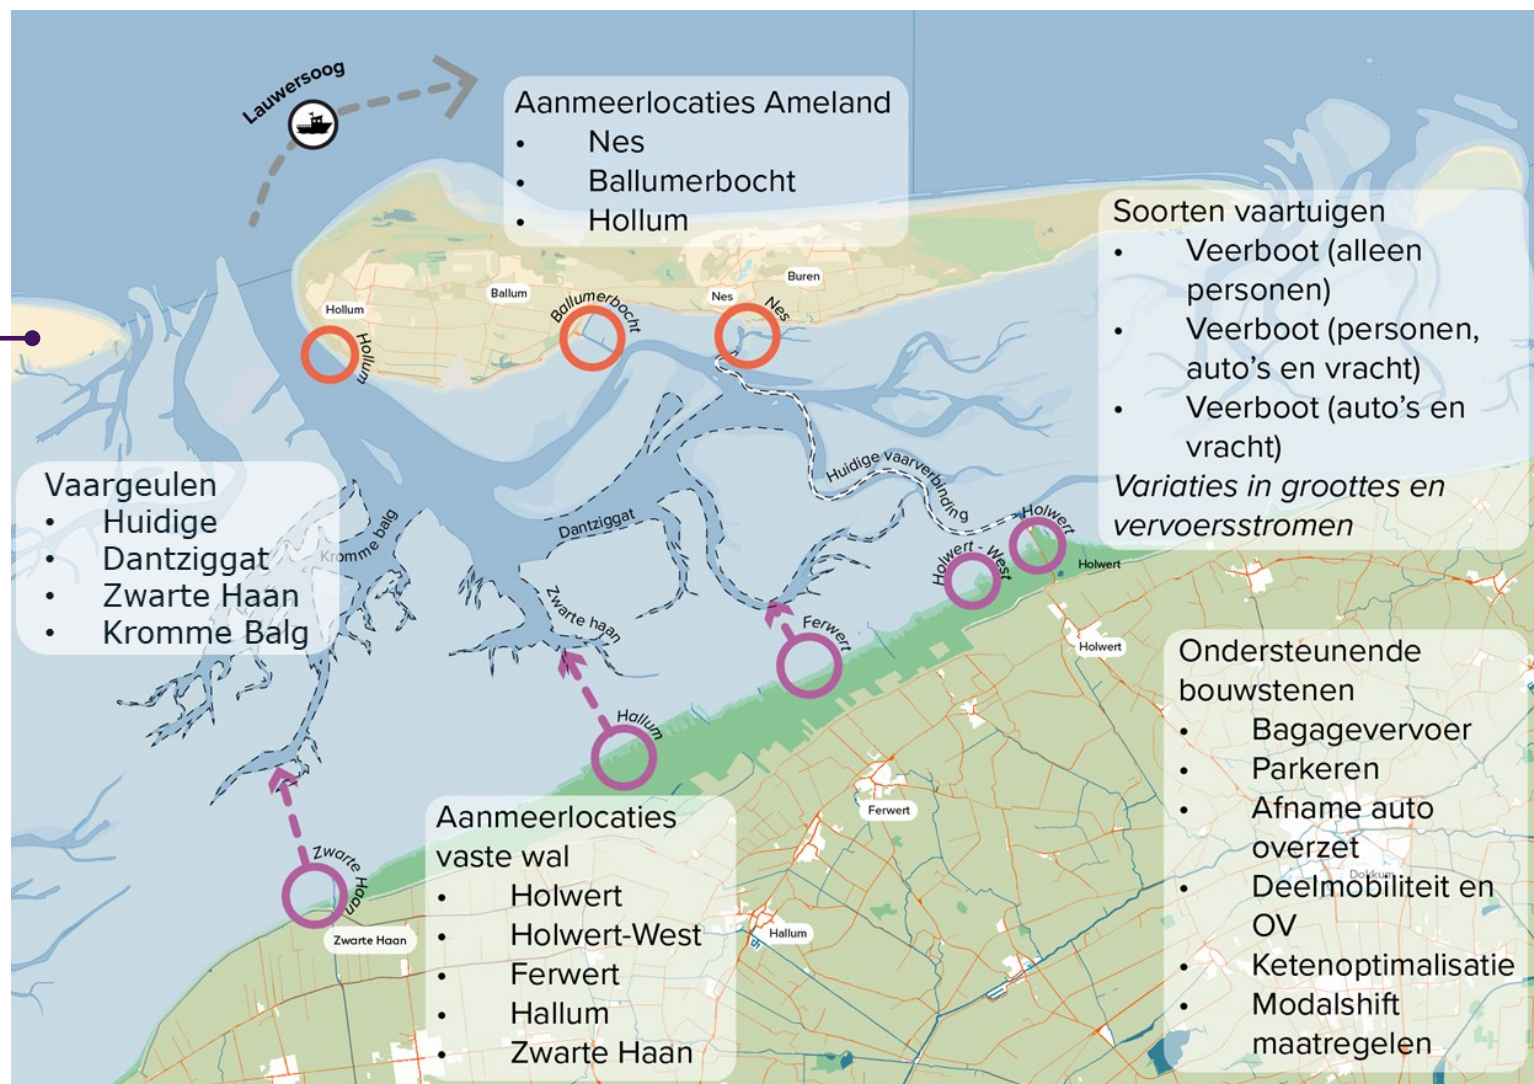 Lauwersoog
Aanmeerlocaties Ameland
• Nes
• Ballumerbocht
• Hollum
Soorten vaartuigen
• Veerboot (alleen
personen)
• Veerboot (personen,
auto's en vracht)
• Veerboot (auto's en
vracht)
Variaties in groottes en
vervoersstromen
Buren
Ballum
Nes
Hollum
Ballumerbocht
Nes
Hollum
Vaargeulen
• Huidige
• Dantziggat
• Zwarte Haan
• Kromme Balg
Kromme balg
Dantziggat
Huidige vaarverbinding
Zwarte haan
Holwert
Holwert - West
Holwert
Ferwert
Holwert
Hallum
Zwarte Haan
Zwarte Haan
Ferwert
Hallum
Dokkum
Aanmeerlocaties
vaste wal
• Holwert
• Holwert-West
• Ferwert
• Hallum
• Zwarte Haan
Ondersteunende
bouwstenen
• Bagagevervoer
• Parkeren
• Afname auto
overzet
• Deelmobiliteit en
OV
• Ketenoptimalisatie
• Modalshift
maatregelen